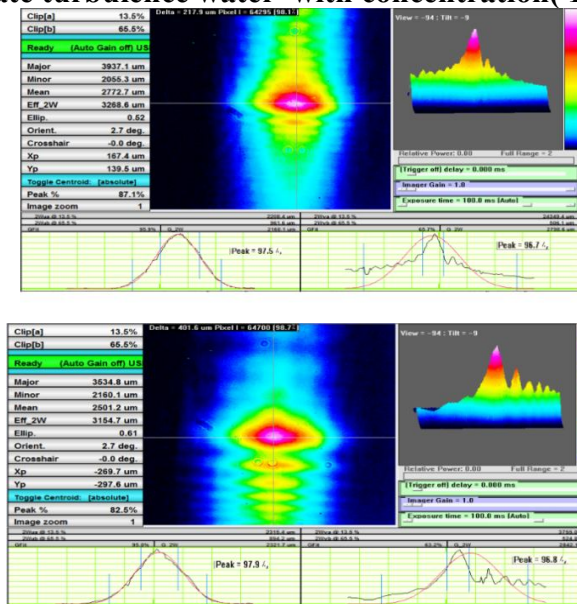 ate turbulence water with concentration( 1
Clip[a] 13.5%
Clip[b] 65.5%
Ready (Auto Gain off) US
Major 3937.1 um
Minor 2055.3 um
Mean 2772.7 um
Eff_2W 3268.6 um
Ellip. 0.52
Orient. 2.7 deg.
Crosshair -0.0 deg.
Xp 167.4 um
Yp 139.5 um
Toggle Centroid: [absolute]
Peak % 87.1%
Image zoom 1
Delta = 217.9 um Pixel I = 64295 [98.1%]
View = -94 : Tilt = -9
Relative Power: 0.00 Full Range = 2
[Trigger off] delay = 0.000 ms
Imager Gain = 1.0
Exposure time = 100.0 ms [Auto]
Peak = 97.5 %
Peak = 96.7 %
Clip[a] 13.5%
Clip[b] 65.5%
Ready (Auto Gain off) US
Major 3534.8 um
Minor 2160.1 um
Mean 2501.2 um
Eff_2W 3154.7 um
Ellip. 0.61
Orient. 2.7 deg.
Crosshair -0.0 deg.
Xp -269.7 um
Yp -297.6 um
Toggle Centroid: [absolute]
Peak % 82.5%
Image zoom 1
Delta = 401.6 um Pixel I = 64700 [98.7%]
View = -94 : Tilt = -9
Relative Power: 0.00 Full Range = 2
[Trigger off] delay = 0.000 ms
Imager Gain = 1.0
Exposure time = 100.0 ms [Auto]
Peak = 97.9 %
Peak = 96.8 %